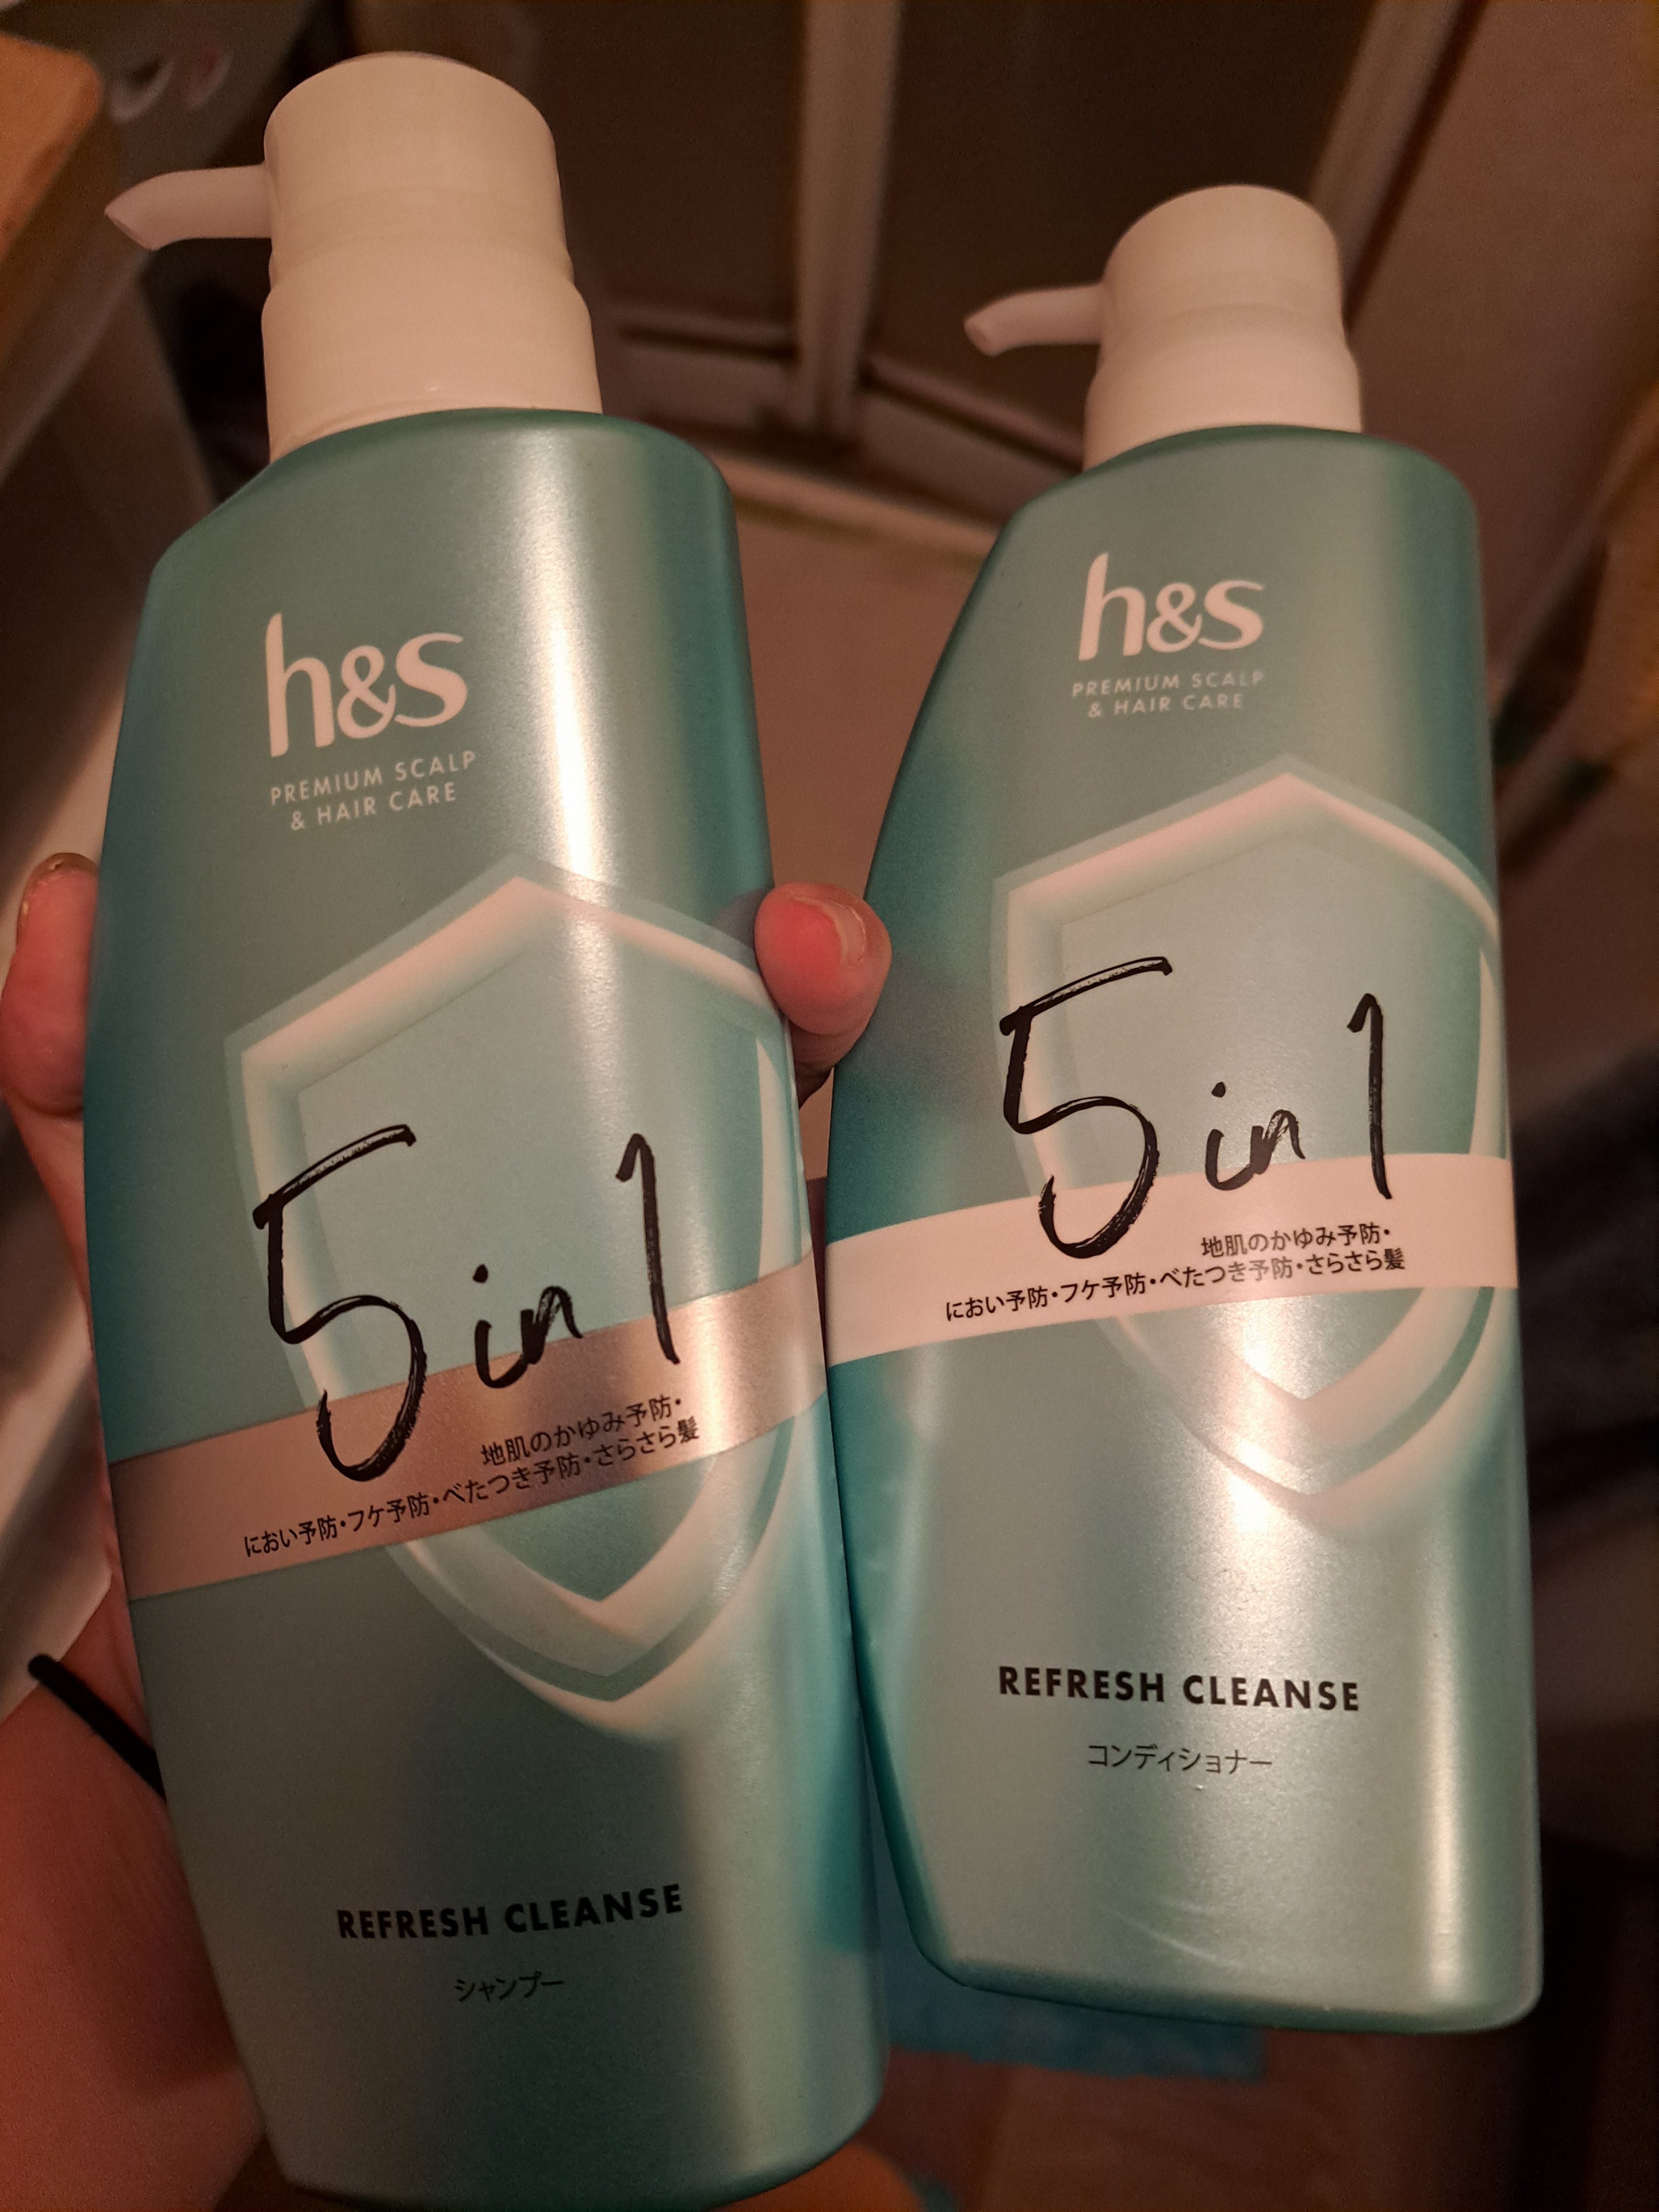 h&s
PREMIUM SCALP
& HAIR CARE
5 in 1
地肌のかゆみ予防・
におい予防・フケ予防・べたつき予防・さらさら髪
REFRESH CLEANSE
シャンプー
h&s
PREMIUM SCALP
& HAIR CARE
5 in 1
地肌のかゆみ予防・
におい予防・フケ予防・べたつき予防・さらさら髪
REFRESH CLEANSE
コンディショナー